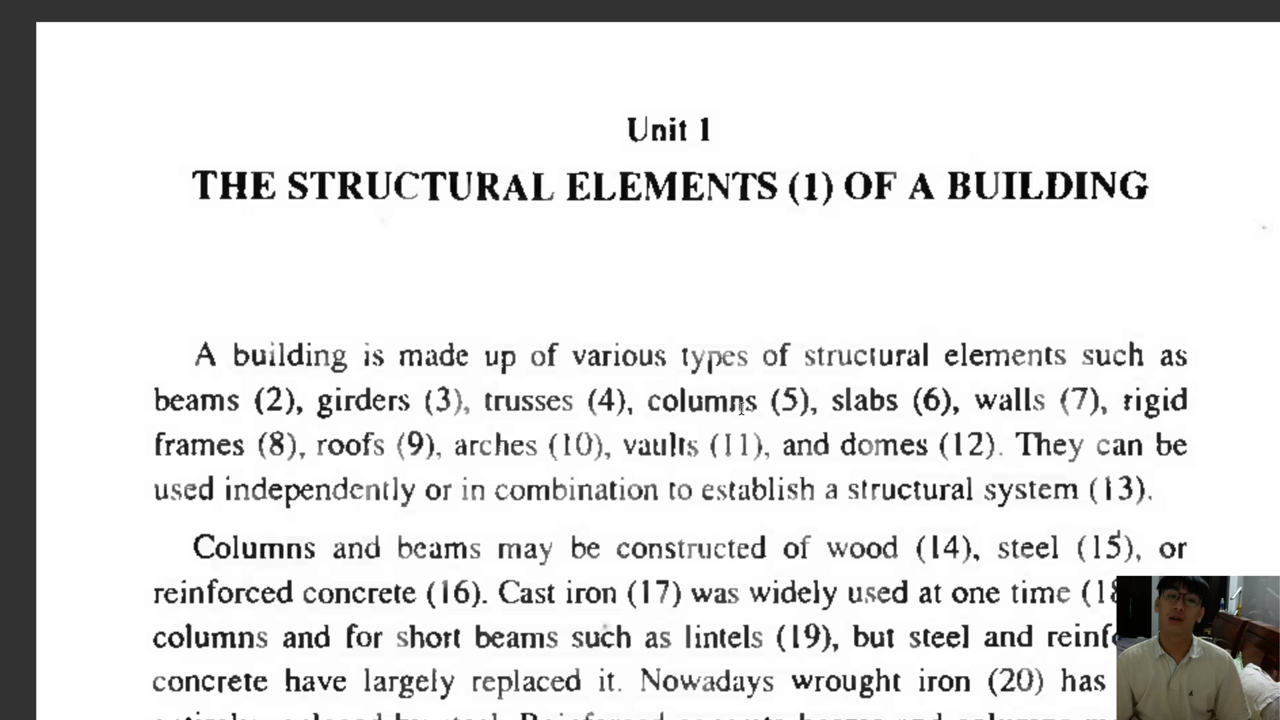 Unit 1
THE STRUCTURAL ELEMENTS (1) OF A BUILDING
A building is made up of various types of structural elements such as
beams (2), girders (3), trusses (4), columns (5), slabs (6), walls (7), rigid
frames (8), roofs (9), arches (10), vaults (11), and domes (12). They can be
used independently or in combination to establish a structural system (13).
Columns and beams may be constructed of wood (14), steel (15), or
reinforced concrete (16). Cast iron (17) was widely used at one time
columns and for short beams such as lintels (19), but steel and
concrete have largely replaced it. Nowadays wrought iron (20) has